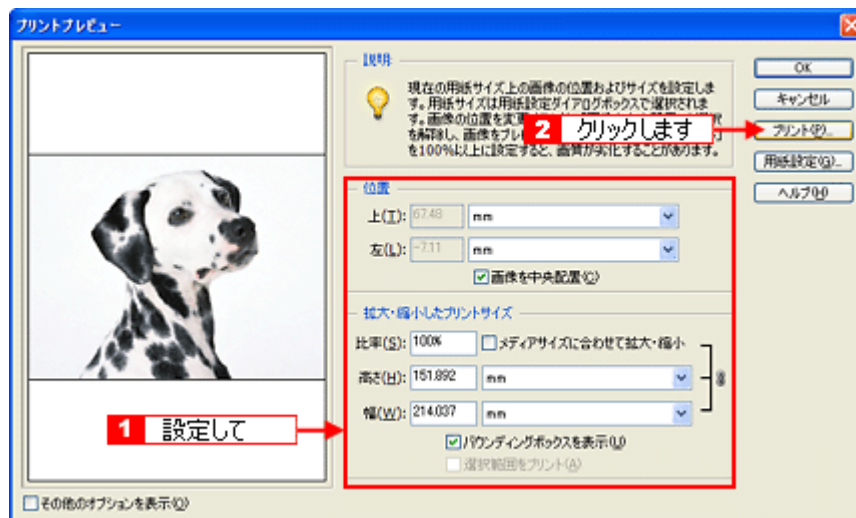 プリントプレビュー
説明:
現在の用紙サイズ上の画像の位置およびサイズを設定しま
す。用紙サイズは用紙設定ダイアログボックスで選択されま
す。画像の位置を変更
を解除し、画像をプレ
を100%以上に設定すると、画質が劣化することがあります。
2 クリックします
OK
キャンセル
プリント(P)...
用紙設定(G)...
ヘルプ(H)
位置
上(T): 67.48 mm
左(L): -7.11 mm
画像を中央配置(C)
拡大・縮小したプリントサイズ
比率(S): 100% メディアサイズに合わせて拡大・縮小
高さ(H): 151.892 mm
幅(W): 214.037 mm
バウンディングボックスを表示(U)
選択範囲をプリント(A)
1 設定して
その他のオプションを表示(O)